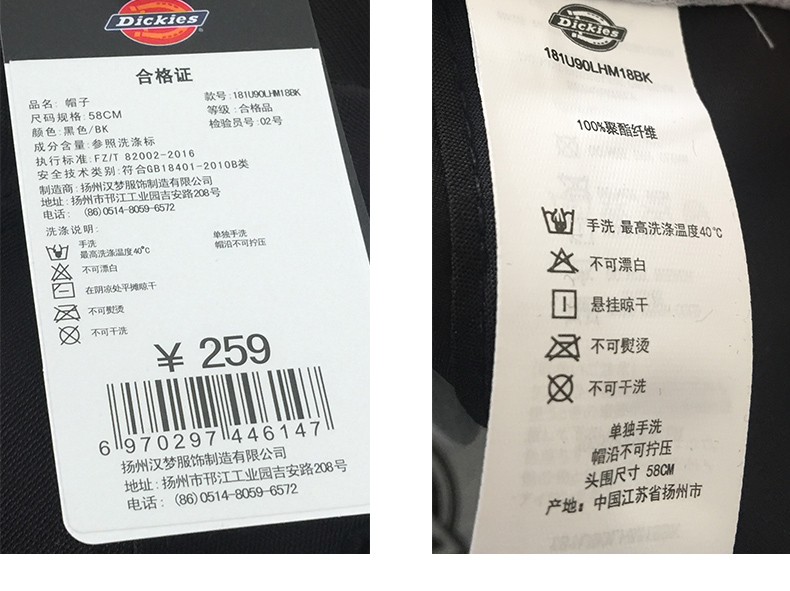 Dickies
合格证
品名: 帽子
款号:181U90LHM18BK
尺码规格:58CM
等级:合格品
颜色:黑色/BK
检验员号:02号
成分含量:参照洗涤标
执行标准:FZ/T 82002-2016
安全技术类别:符合GB18401-2010B类
制造商:扬州汉梦服饰制造有限公司
地址:扬州市邗江工业园吉安路208号
电话: (86)0514-8059-6572
洗涤说明:
手洗
最高洗涤温度40°C
单独手洗
帽沿不可拧压
不可漂白
在阴凉处平摊晾干
不可熨烫
不可干洗
¥ 259
6 970297 446147
扬州汉梦服饰制造有限公司
地址:扬州市邗江工业园吉安路208号
电话:(86)0514-8059-6572
Dickies
181U90LHM18BK
100%聚酯纤维
手洗 最高洗涤温度40°C
不可漂白
悬挂晾干
不可熨烫
不可干洗
单独手洗
帽沿不可拧压
头围尺寸 58CM
产地: 中国江苏省扬州市